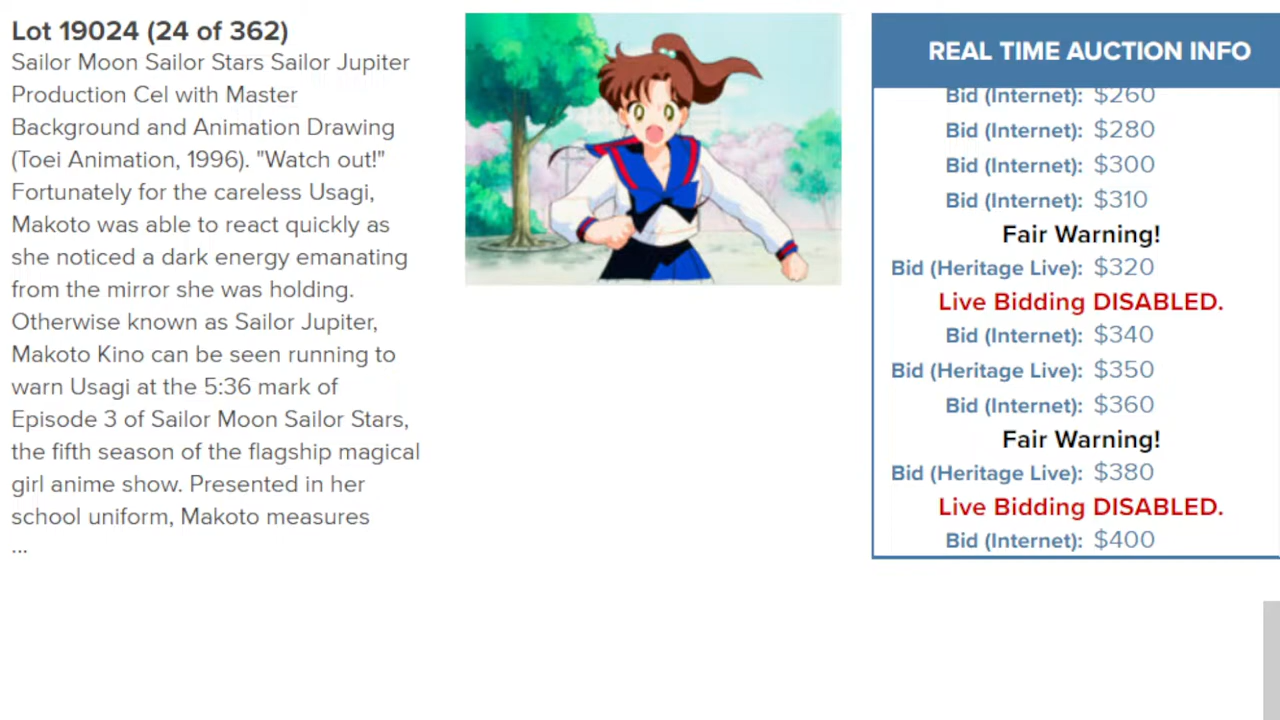 Lot 19024 (24 of 362)
Sailor Moon Sailor Stars Sailor Jupiter
Production Cel with Master
Background and Animation Drawing
(Toei Animation, 1996). "Watch out!"
Fortunately for the careless Usagi,
Makoto was able to react quickly as
she noticed a dark energy emanating
from the mirror she was holding.
Otherwise known as Sailor Jupiter,
Makoto Kino can be seen running to
warn Usagi at the 5:36 mark of
Episode 3 of Sailor Moon Sailor Stars,
the fifth season of the flagship magical
girl anime show. Presented in her
school uniform, Makoto measures
...
REAL TIME AUCTION INFO
Bid (Internet): $260
Bid (Internet): $280
Bid (Internet): $300
Bid (Internet): $310
Fair Warning!
Bid (Heritage Live): $320
Live Bidding DISABLED.
Bid (Internet): $340
Bid (Heritage Live): $350
Bid (Internet): $360
Fair Warning!
Bid (Heritage Live): $380
Live Bidding DISABLED.
Bid (Internet): $400